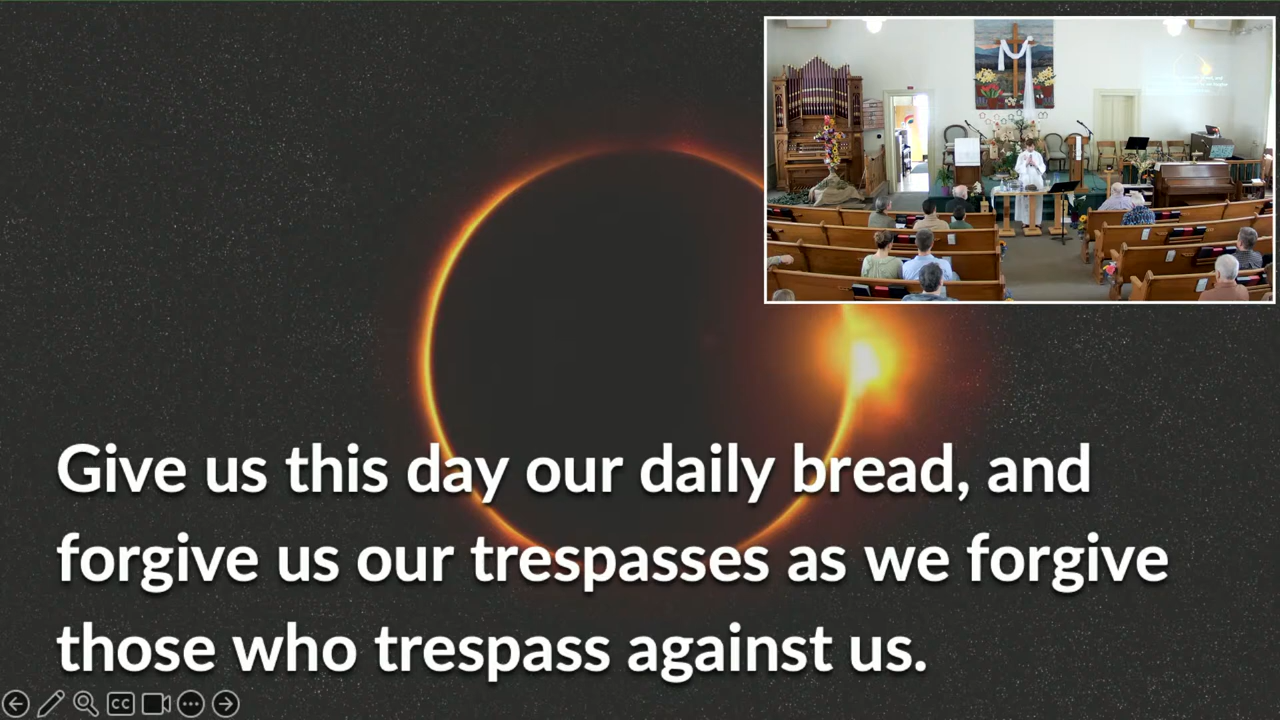 Give us this day our daily bread, and
forgive us our trespasses as we forgive
those who trespass against us.
CC